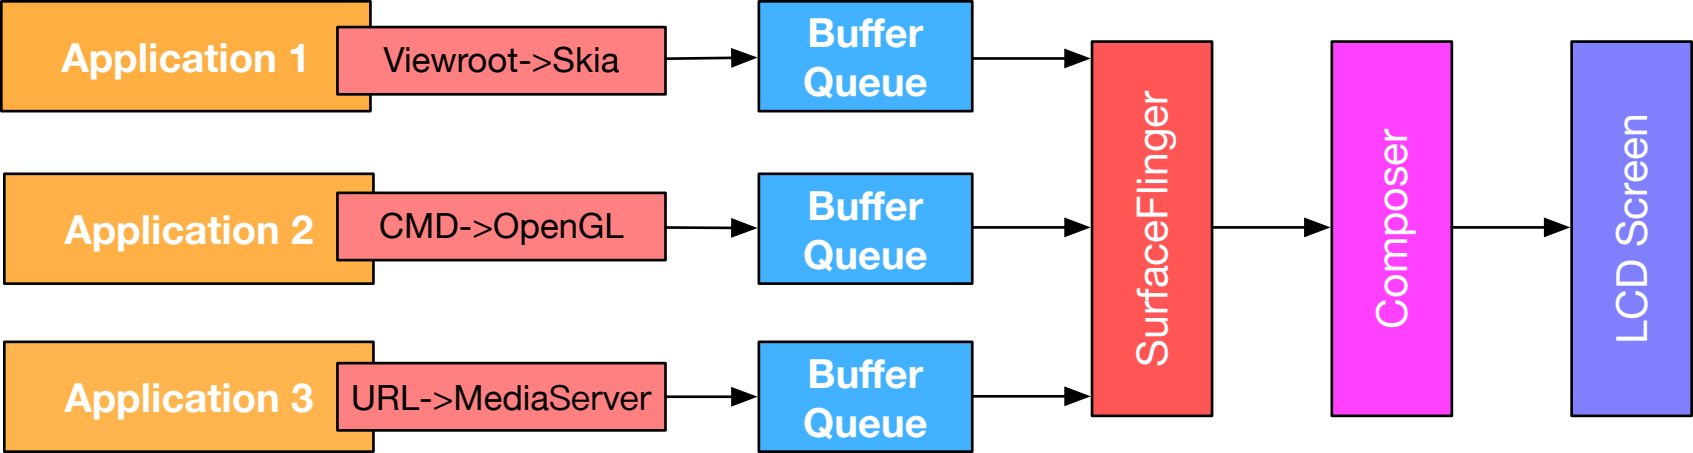 Application 1
Viewroot->Skia
Buffer
Queue
Application 2
CMD->OpenGL
Buffer
Queue
Application 3
URL->MediaServer
Buffer
Queue
SurfaceFlinger
Composer
LCD Screen